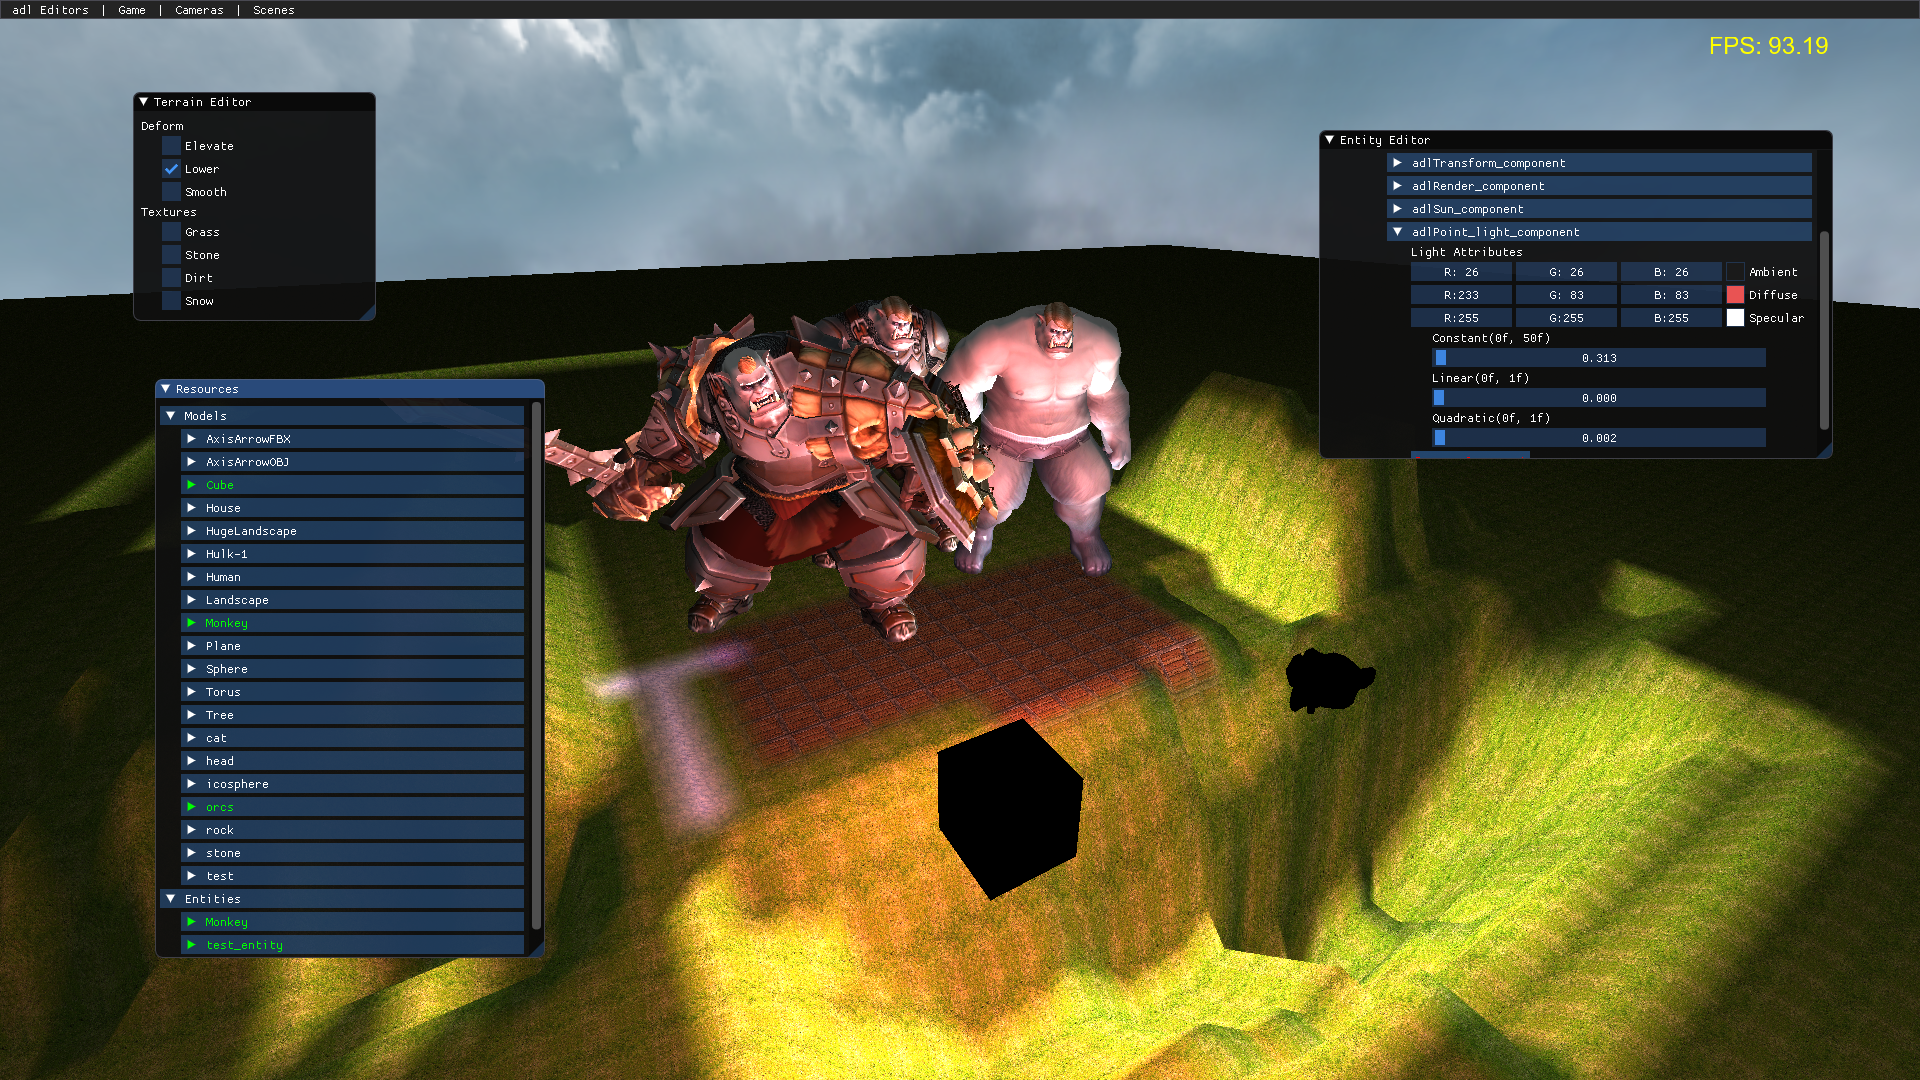 adl Editors | Game | Cameras | Scenes
FPS: 93.19
Terrain Editor
Deform
Elevate
Lower
Smooth
Textures
Grass
Stone
Dirt
Snow
Entity Editor
adlTransform_component
adlRender_component
adlSun_component
adlPoint_light_component
Light Attributes
R: 26 G: 26 B: 26 Ambient
R:233 G: 83 B: 83 Diffuse
R:255 G:255 B:255 Specular
Constant(0f, 50f)
0.313
Linear(0f, 1f)
0.000
Quadratic(0f, 1f)
0.002
Resources
Models
AxisArrowFBX
AxisArrowOBJ
Cube
House
HugeLandscape
Hulk-1
Human
Landscape
Monkey
Plane
Sphere
Torus
Tree
cat
head
icosphere
orcs
rock
stone
test
Entities
Monkey
test_entity